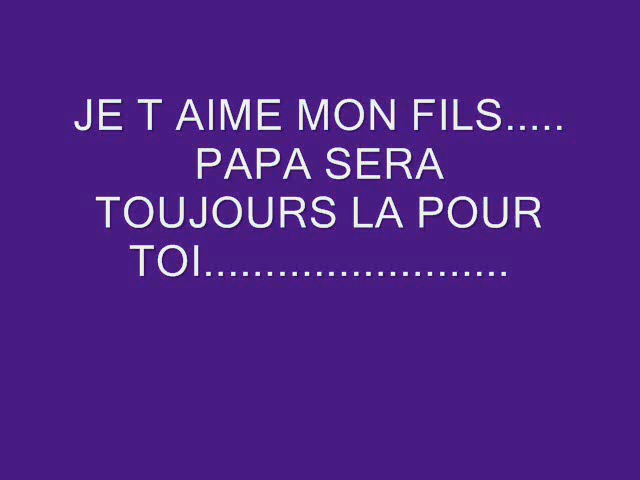 JE T AIME MON FILS.....
PAPA SERA
TOUJOURS LA POUR
TOI.........................